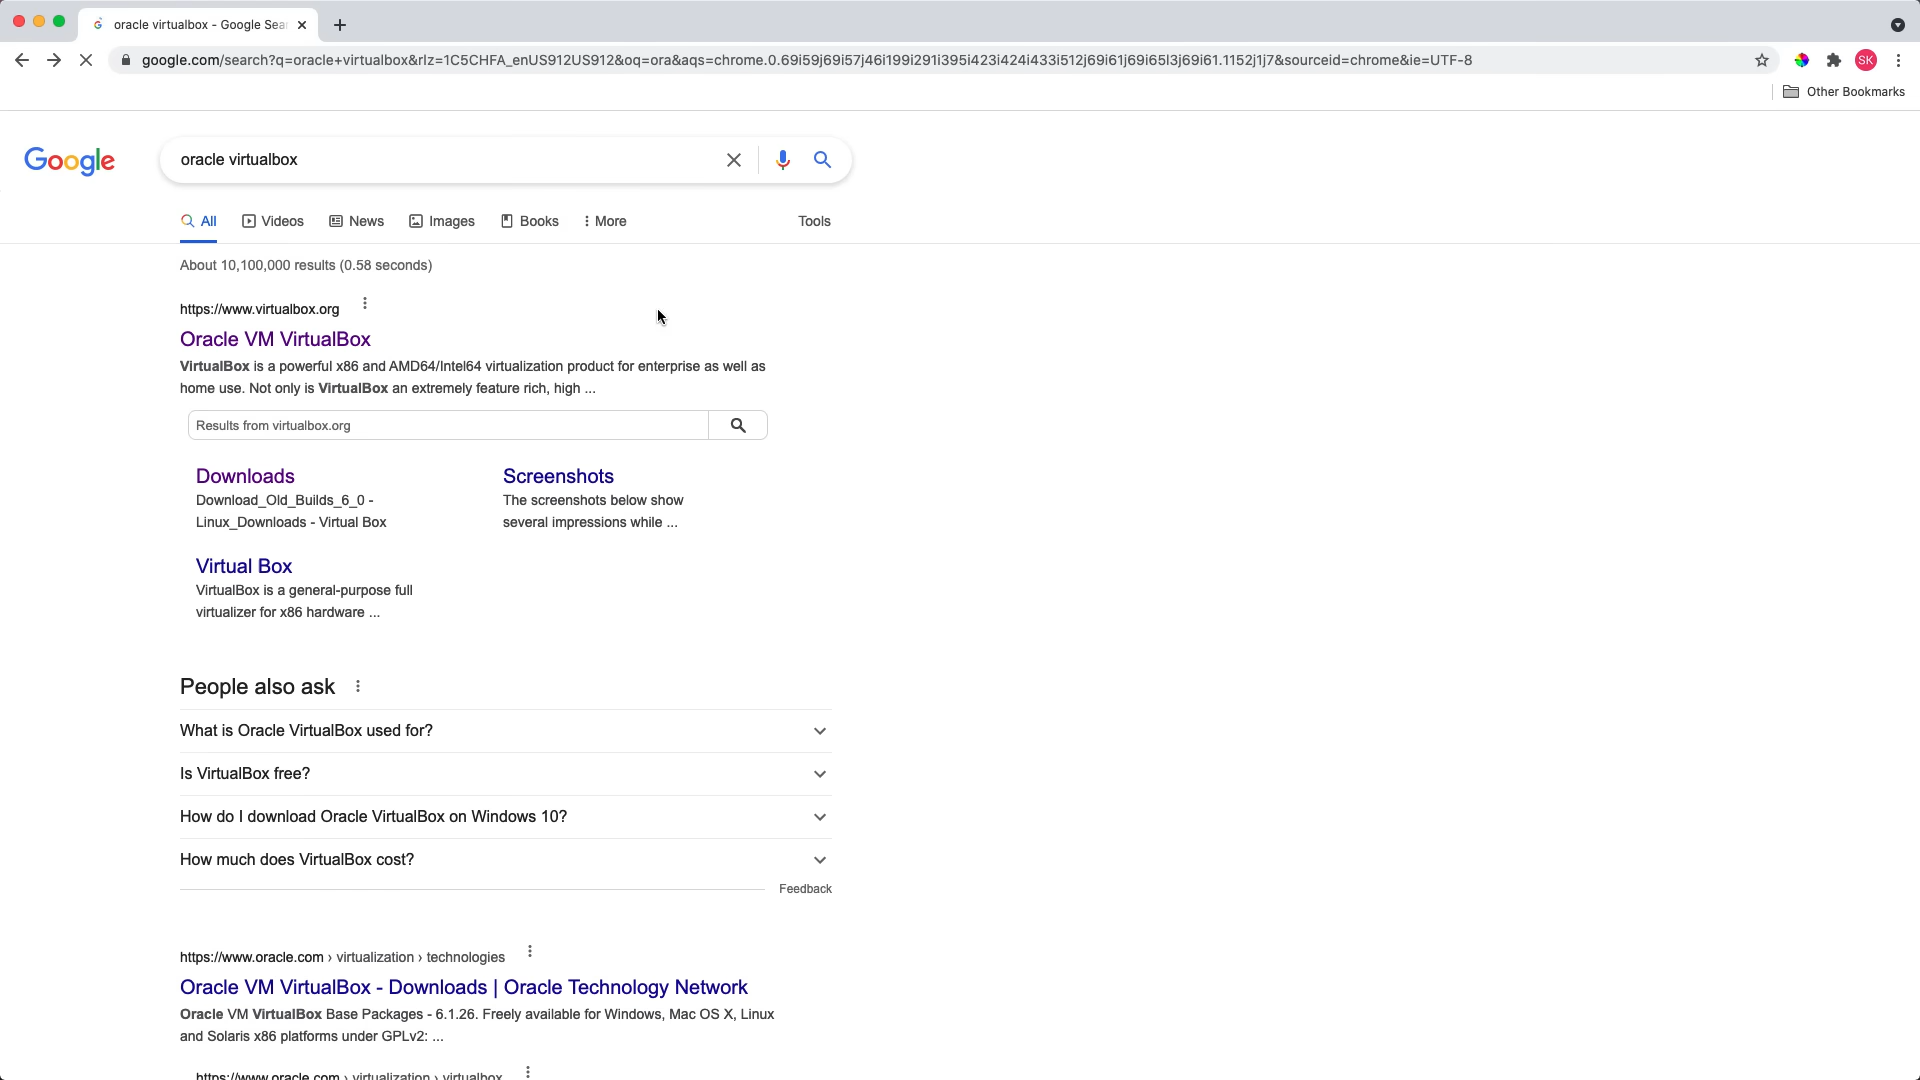 oracle virtualbox - Google Sea
google.com/search?q=oracle+virtualbox&rlz=1C5CHFA_enUS912US912&oq=ora&aqs=chrome.0.69i59j69i57j46i199i291i395i423i424i433i512j69i61j69i65l3j69i61.1152j1j7&sourceid=chrome&ie=UTF-8
SK
Other Bookmarks
Google
oracle virtualbox
All
Videos
News
Images
Books
More
Tools
About 10,100,000 results (0.58 seconds)
https://www.virtualbox.org
Oracle VM VirtualBox
VirtualBox is a powerful x86 and AMD64/Intel64 virtualization product for enterprise as well as
home use. Not only is VirtualBox an extremely feature rich, high ...
Results from virtualbox.org
Downloads
Download_Old_Builds_6_0 -
Linux_Downloads - Virtual Box
Screenshots
The screenshots below show
several impressions while ...
Virtual Box
VirtualBox is a general-purpose full
virtualizer for x86 hardware ...
People also ask
What is Oracle VirtualBox used for?
Is VirtualBox free?
How do I download Oracle VirtualBox on Windows 10?
How much does VirtualBox cost?
Feedback
https://www.oracle.com › virtualization › technologies
Oracle VM VirtualBox - Downloads | Oracle Technology Network
Oracle VM VirtualBox Base Packages - 6.1.26. Freely available for Windows, Mac OS X, Linux
and Solaris x86 platforms under GPLv2: ...
https://www.oracle.com › virtualization › virtualbox